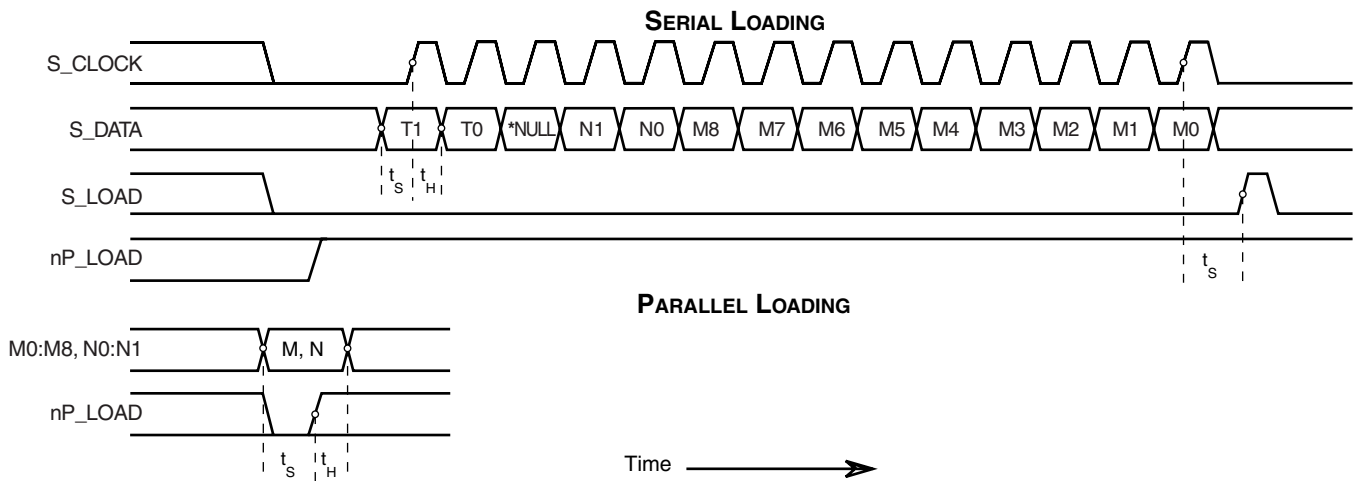 SERIAL LOADING
S_CLOCK
S_DATA
T1 T0 *NULL N1 N0 M8 M7 M6 M5 M4 M3 M2 M1 M0
tS tH
S_LOAD
nP_LOAD
tS
PARALLEL LOADING
M0:M8, N0:N1
M, N
nP_LOAD
tS tH
Time